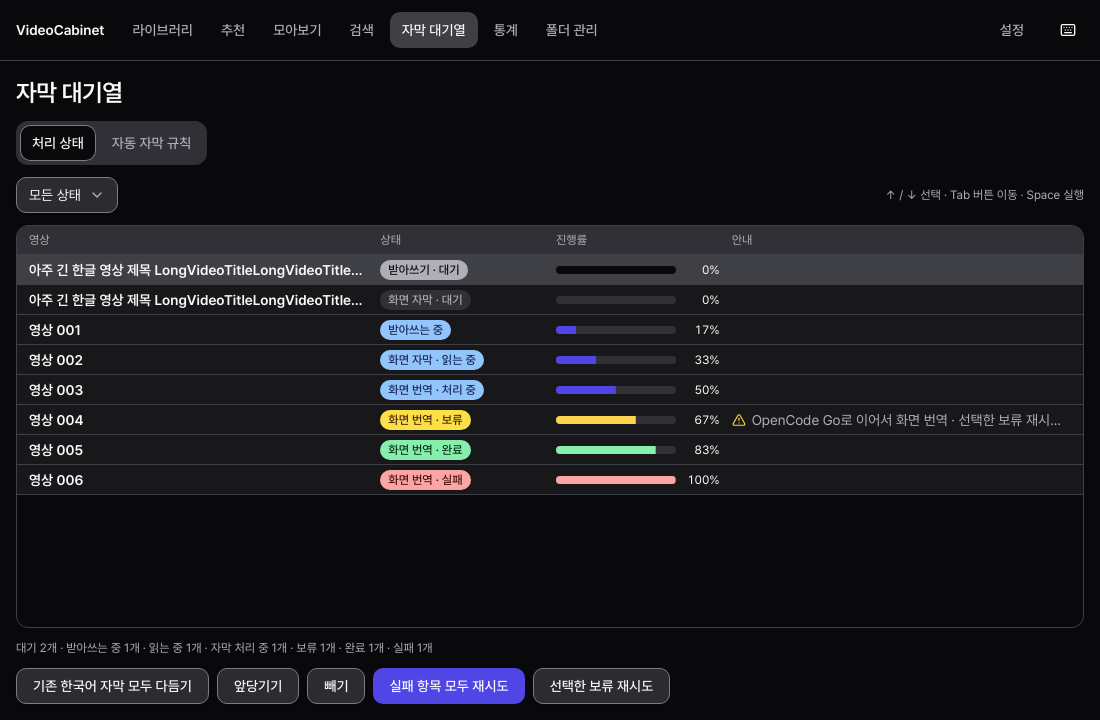 VideoCabinet 라이브러리 추천 모아보기 검색 자막 대기열 통계 폴더 관리 설정
자막 대기열
처리 상태 자동 자막 규칙
모든 상태 ↑ / ↓ 선택 · Tab 버튼 이동 · Space 실행
영상 상태 진행률 안내
아주 긴 한글 영상 제목 LongVideoTitleLongVideoTitle... 받아쓰기 · 대기 0%
아주 긴 한글 영상 제목 LongVideoTitleLongVideoTitle... 화면 자막 · 대기 0%
영상 001 받아쓰는 중 17%
영상 002 화면 자막 · 읽는 중 33%
영상 003 화면 번역 · 처리 중 50%
영상 004 화면 번역 · 보류 67% OpenCode Go로 이어서 화면 번역 · 선택한 보류 재시...
영상 005 화면 번역 · 완료 83%
영상 006 화면 번역 · 실패 100%
대기 2개 · 받아쓰는 중 1개 · 읽는 중 1개 · 자막 처리 중 1개 · 보류 1개 · 완료 1개 · 실패 1개
기존 한국어 자막 모두 다듬기 앞당기기 빼기 실패 항목 모두 재시도 선택한 보류 재시도